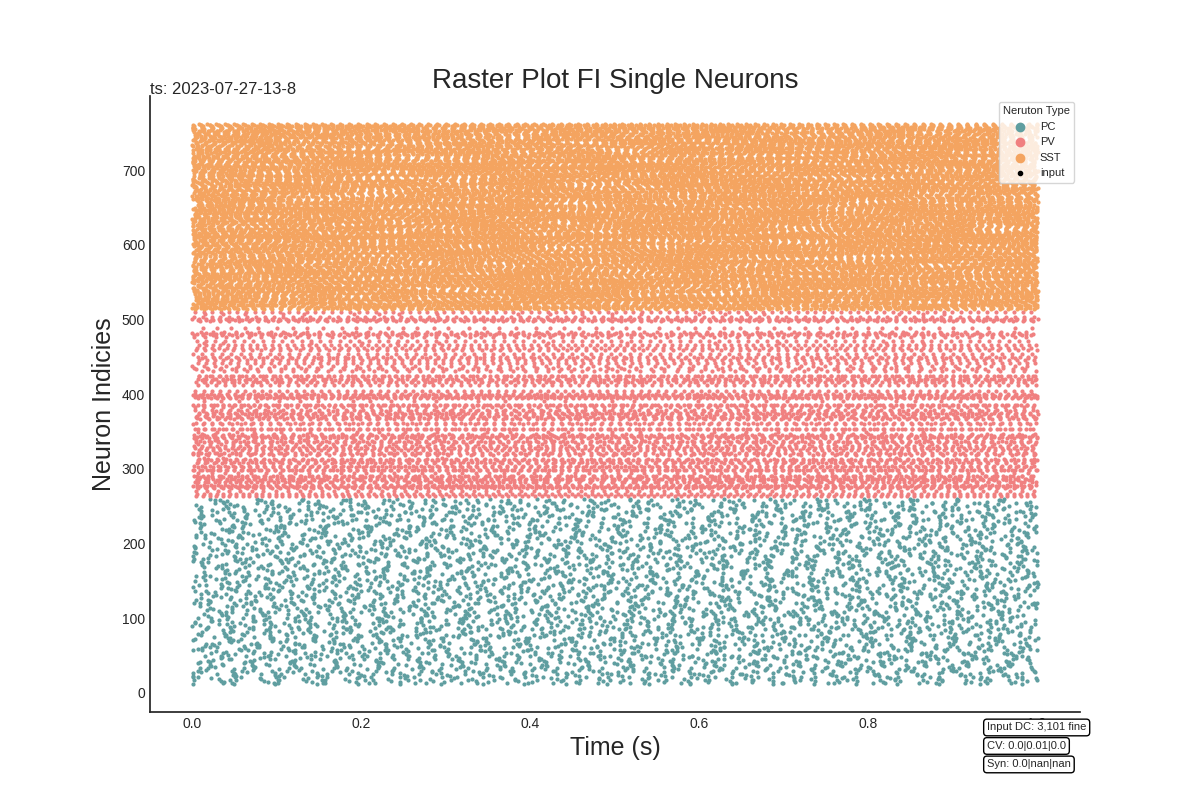 Raster Plot FI Single Neurons
ts: 2023-07-27-13-8
Neruton Type
PC
PV
SST
input
700
600
500
400
300
200
100
0
Neuron Indicies
0.0 0.2 0.4 0.6 0.8
Time (s)
Input DC: 3,101 fine
CV: 0.0|0.01|0.0
Syn: 0.0|nan|nan